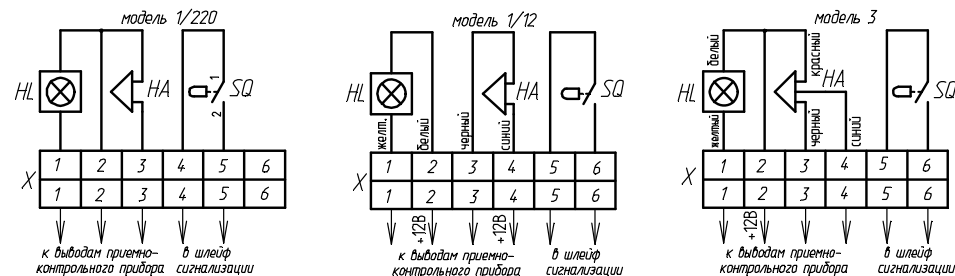 модель 1/220
HL
HA
1
2
SQ
X
1 2 3 4 5 6
1 2 3 4 5 6
к выводам приемно-
контрольного прибора
в шлейф
сигнализации
модель 1/12
HL
HA
SQ
желт.
белый
черный
синий
X
1 2 3 4 5 6
1 2 3 4 5 6
+12В
+12В
к выводам приемно-
контрольного прибора
в шлейф
сигнализации
модель 3
белый
красный
HL
HA
SQ
желтый
черный
синий
X
1 2 3 4 5 6
1 2 3 4 5 6
+12В
к выводам приемно-
контрольного прибора
в шлейф
сигнализации